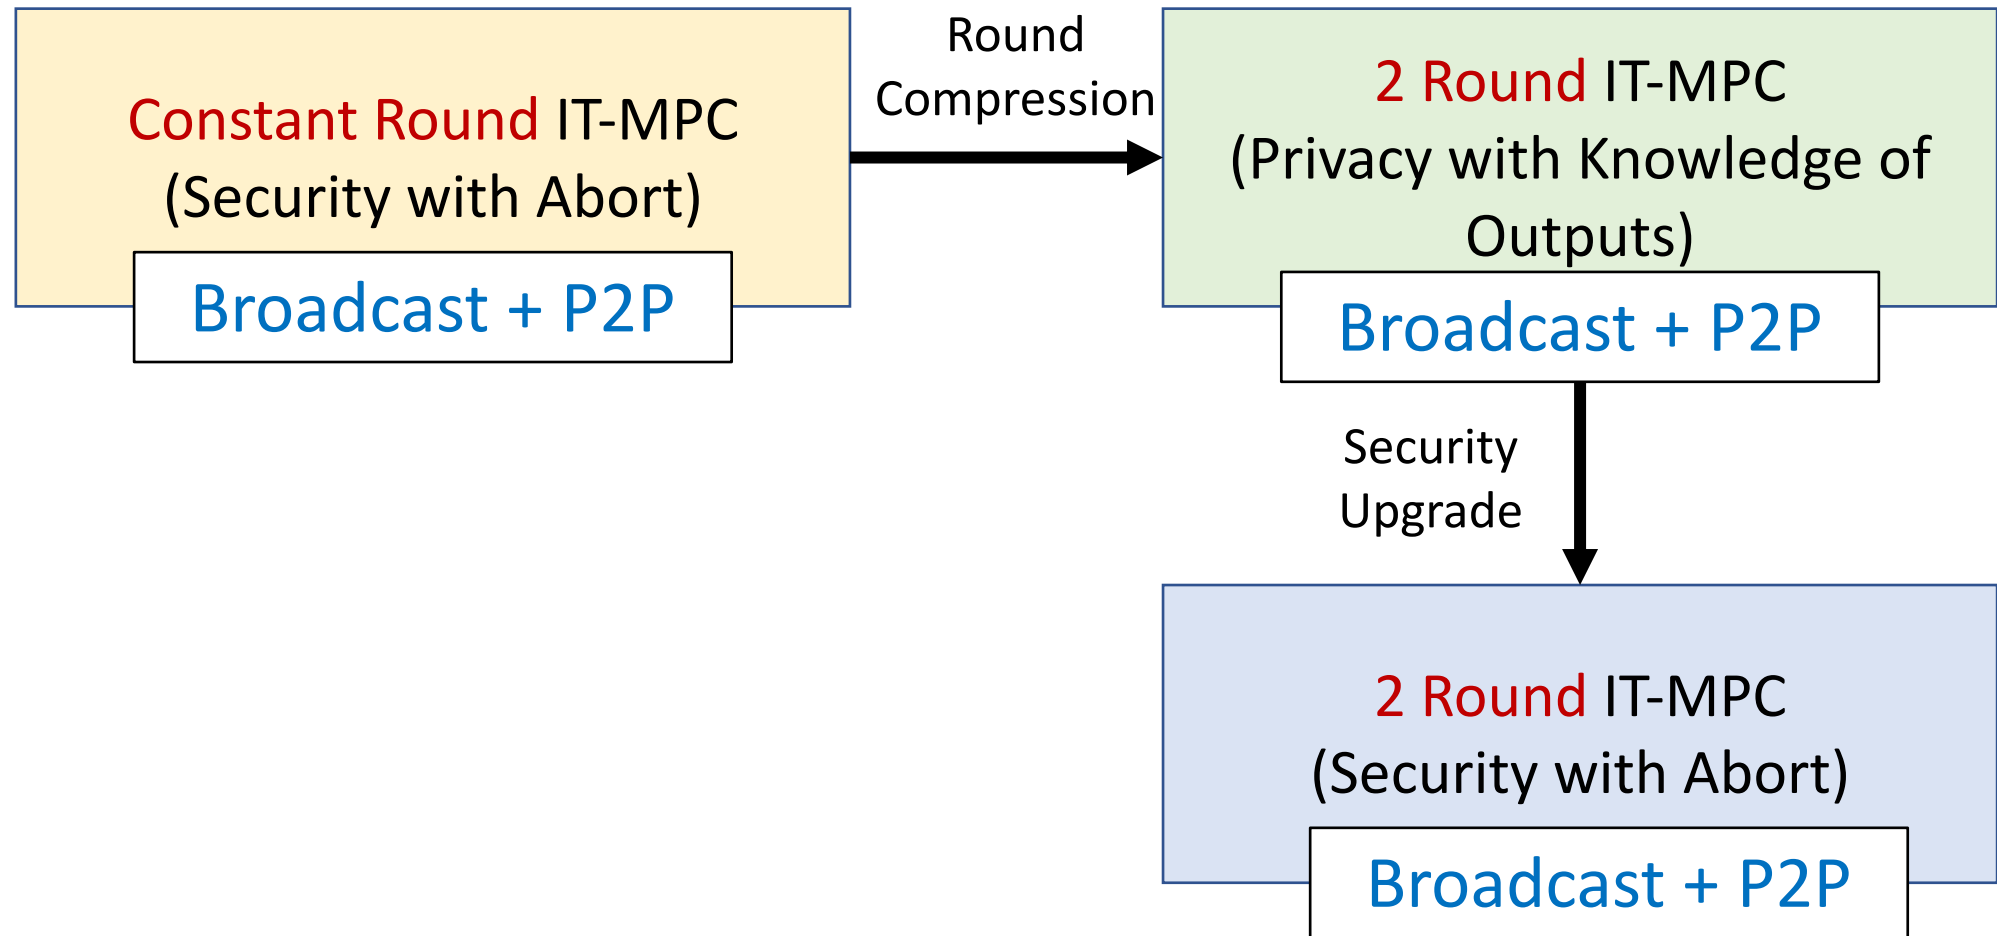 Constant Round IT-MPC
(Security with Abort)
Broadcast + P2P
Round
Compression
2 Round IT-MPC
(Privacy with Knowledge of
Outputs)
Broadcast + P2P
Security
Upgrade
2 Round IT-MPC
(Security with Abort)
Broadcast + P2P